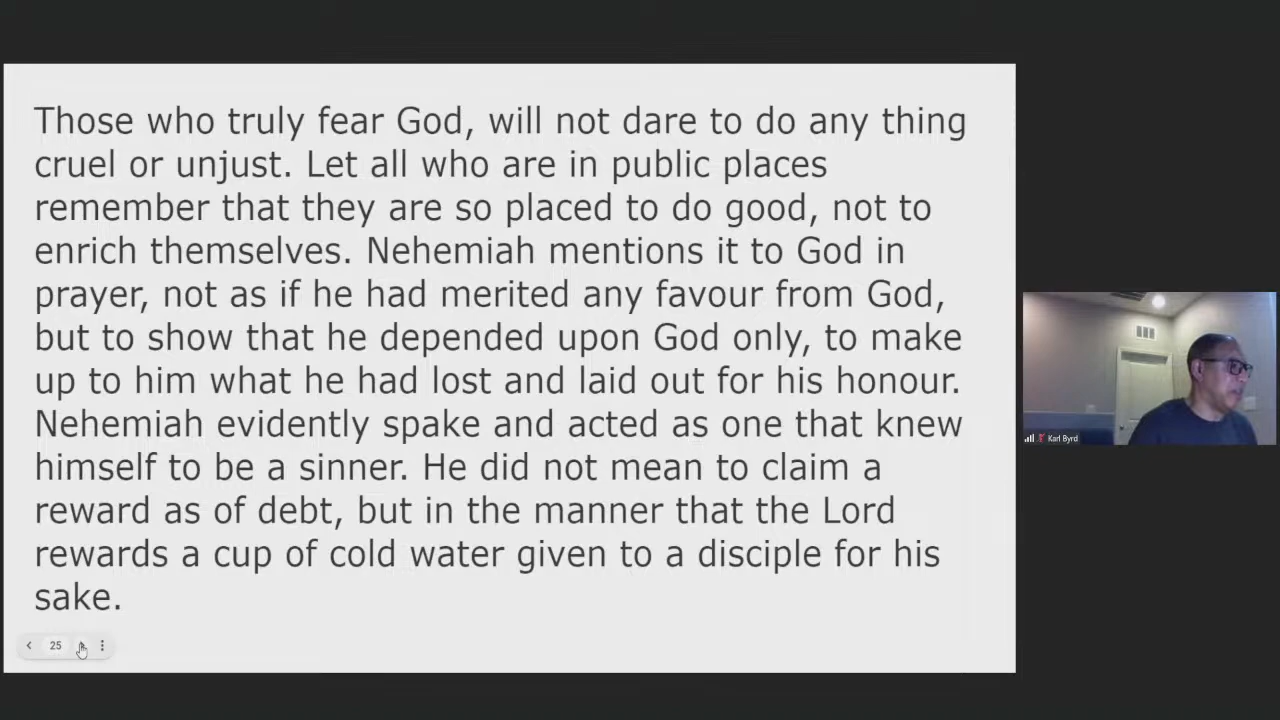 Those who truly fear God, will not dare to do any thing
cruel or unjust. Let all who are in public places
remember that they are so placed to do good, not to
enrich themselves. Nehemiah mentions it to God in
prayer, not as if he had merited any favour from God,
but to show that he depended upon God only, to make
up to him what he had lost and laid out for his honour.
Nehemiah evidently spake and acted as one that knew
himself to be a sinner. He did not mean to claim a
reward as of debt, but in the manner that the Lord
rewards a cup of cold water given to a disciple for his
sake.
25
Karl Byrd